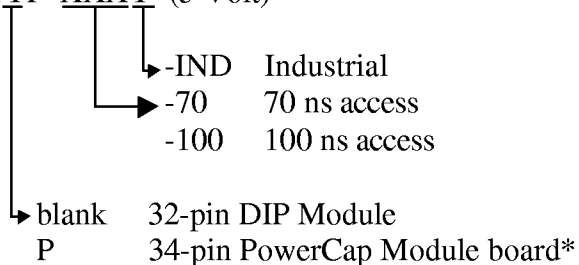 -IND Industrial
-70 70 ns access
-100 100 ns access
blank 32-pin DIP Module
P 34-pin PowerCap Module board*